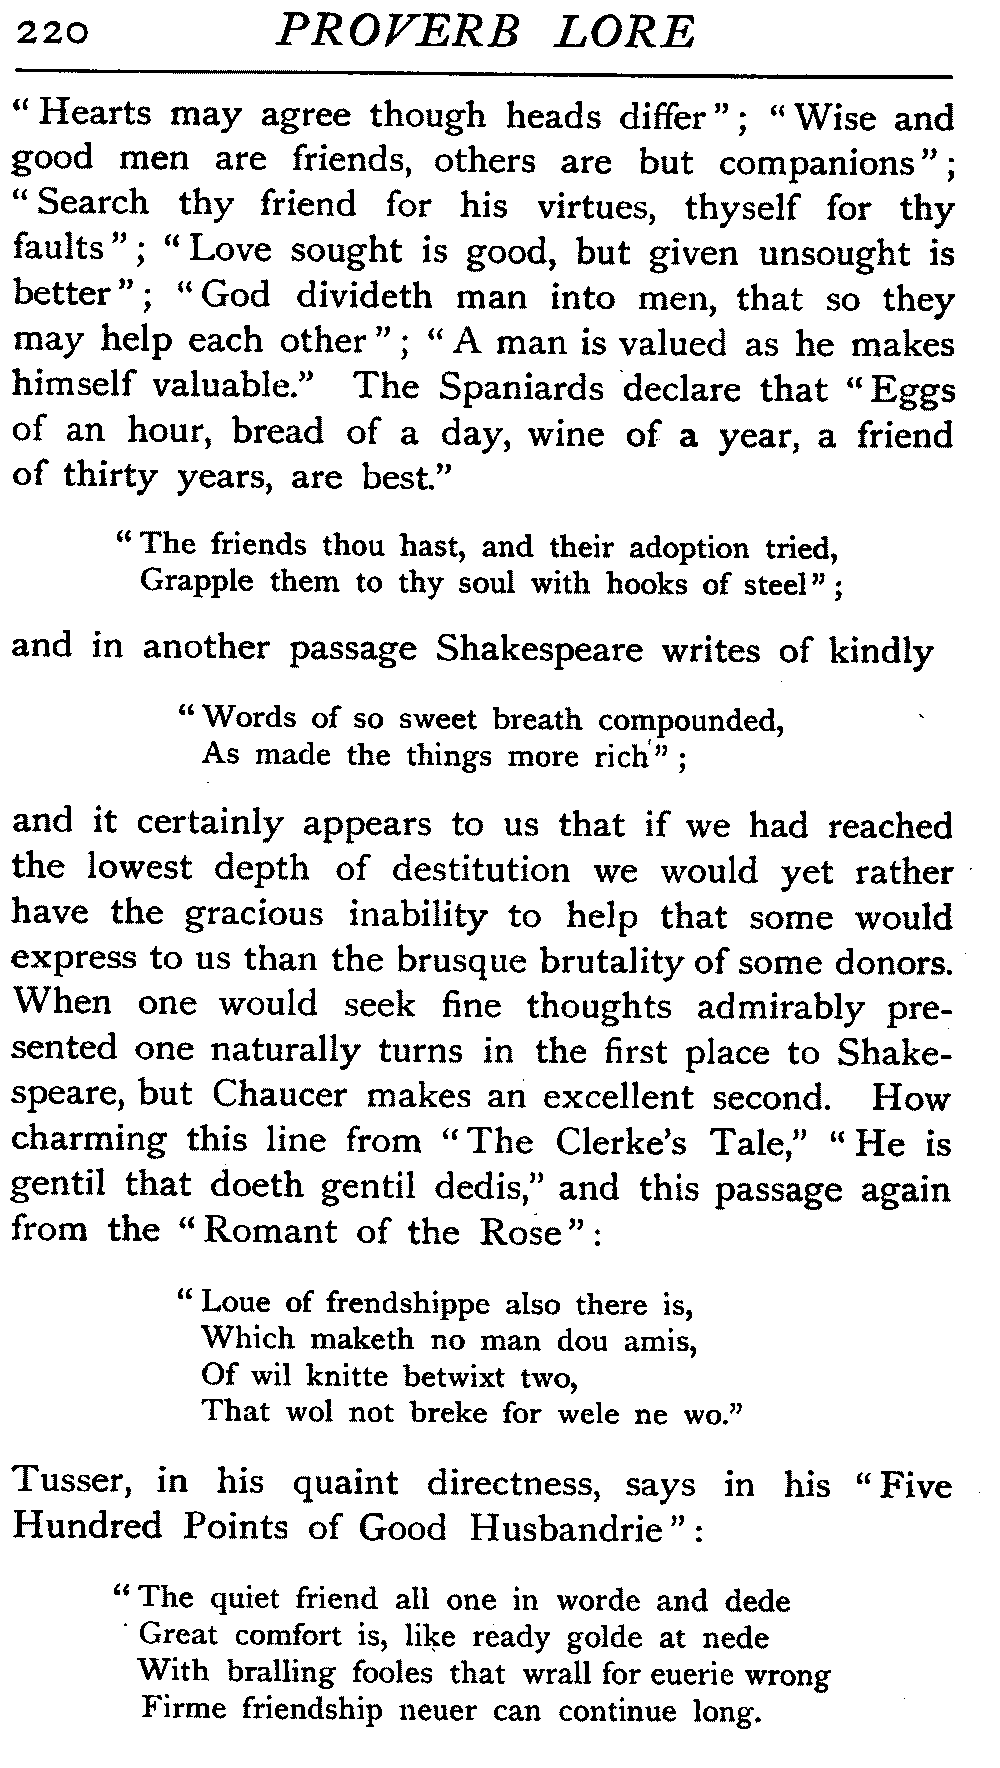 220 PROVERB LORE
“ Hearts may agree though heads differ ” ; “ Wise and
good men are friends, others are but companions ” ;
“ Search thy friend for his virtues, thyself for thy
faults ” ; “ Love sought is good, but given unsought is
better ” ; “ God divideth man into men, that so they
may help each other ” ; “ A man is valued as he makes
himself valuable.” The Spaniards declare that “ Eggs
of an hour, bread of a day, wine of a year, a friend
of thirty years, are best.”
“ The friends thou hast, and their adoption tried,
Grapple them to thy soul with hooks of steel ” ;
and in another passage Shakespeare writes of kindly
“ Words of so sweet breath compounded,
As made the things more rich ” ;
and it certainly appears to us that if we had reached
the lowest depth of destitution we would yet rather
have the gracious inability to help that some would
express to us than the brusque brutality of some donors.
When one would seek fine thoughts admirably pre-
sented one naturally turns in the first place to Shake-
speare, but Chaucer makes an excellent second. How
charming this line from “ The Clerke’s Tale,” “ He is
gentil that doeth gentil dedis,” and this passage again
from the “ Romant of the Rose ” :
“ Loue of frendshippe also there is,
Which maketh no man dou amis,
Of wil knitte betwixt two,
That wol not breke for wele ne wo.”
Tusser, in his quaint directness, says in his “ Five
Hundred Points of Good Husbandrie ” :
“ The quiet friend all one in worde and dede
Great comfort is, like ready golde at nede
With bralling fooles that wrall for euerie wrong
Firme friendship neuer can continue long.